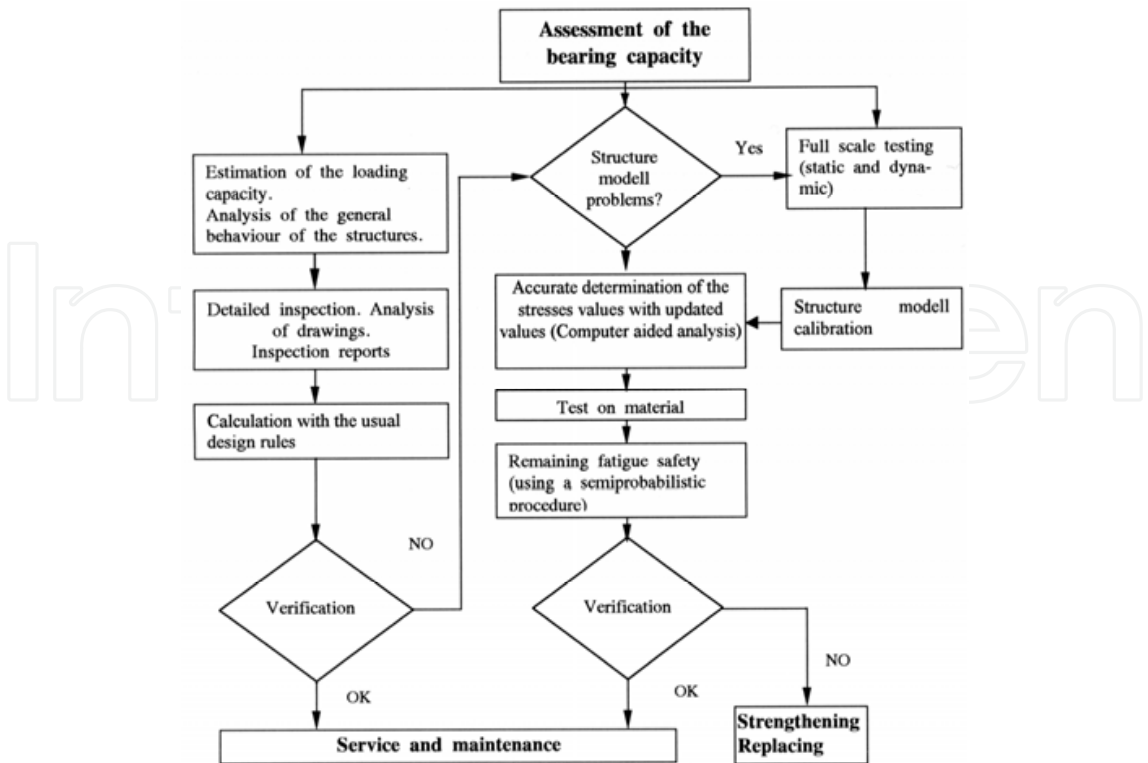 Assessment of the
bearing capacity
Estimation of the loading
capacity.
Analysis of the general
behaviour of the structures.
Detailed inspection. Analysis
of drawings.
Inspection reports
Calculation with the usual
design rules
Verification
NO
OK
Structure
modell
problems?
Yes
Full scale testing
(static and dyna-
mic)
Structure modell
calibration
Accurate determination of the
stresses values with updated
values (Computer aided analysis)
Test on material
Remaining fatigue safety
(using a semiprobabilistic
procedure)
Verification
NO
OK
Service and maintenance
Strengthening
Replacing